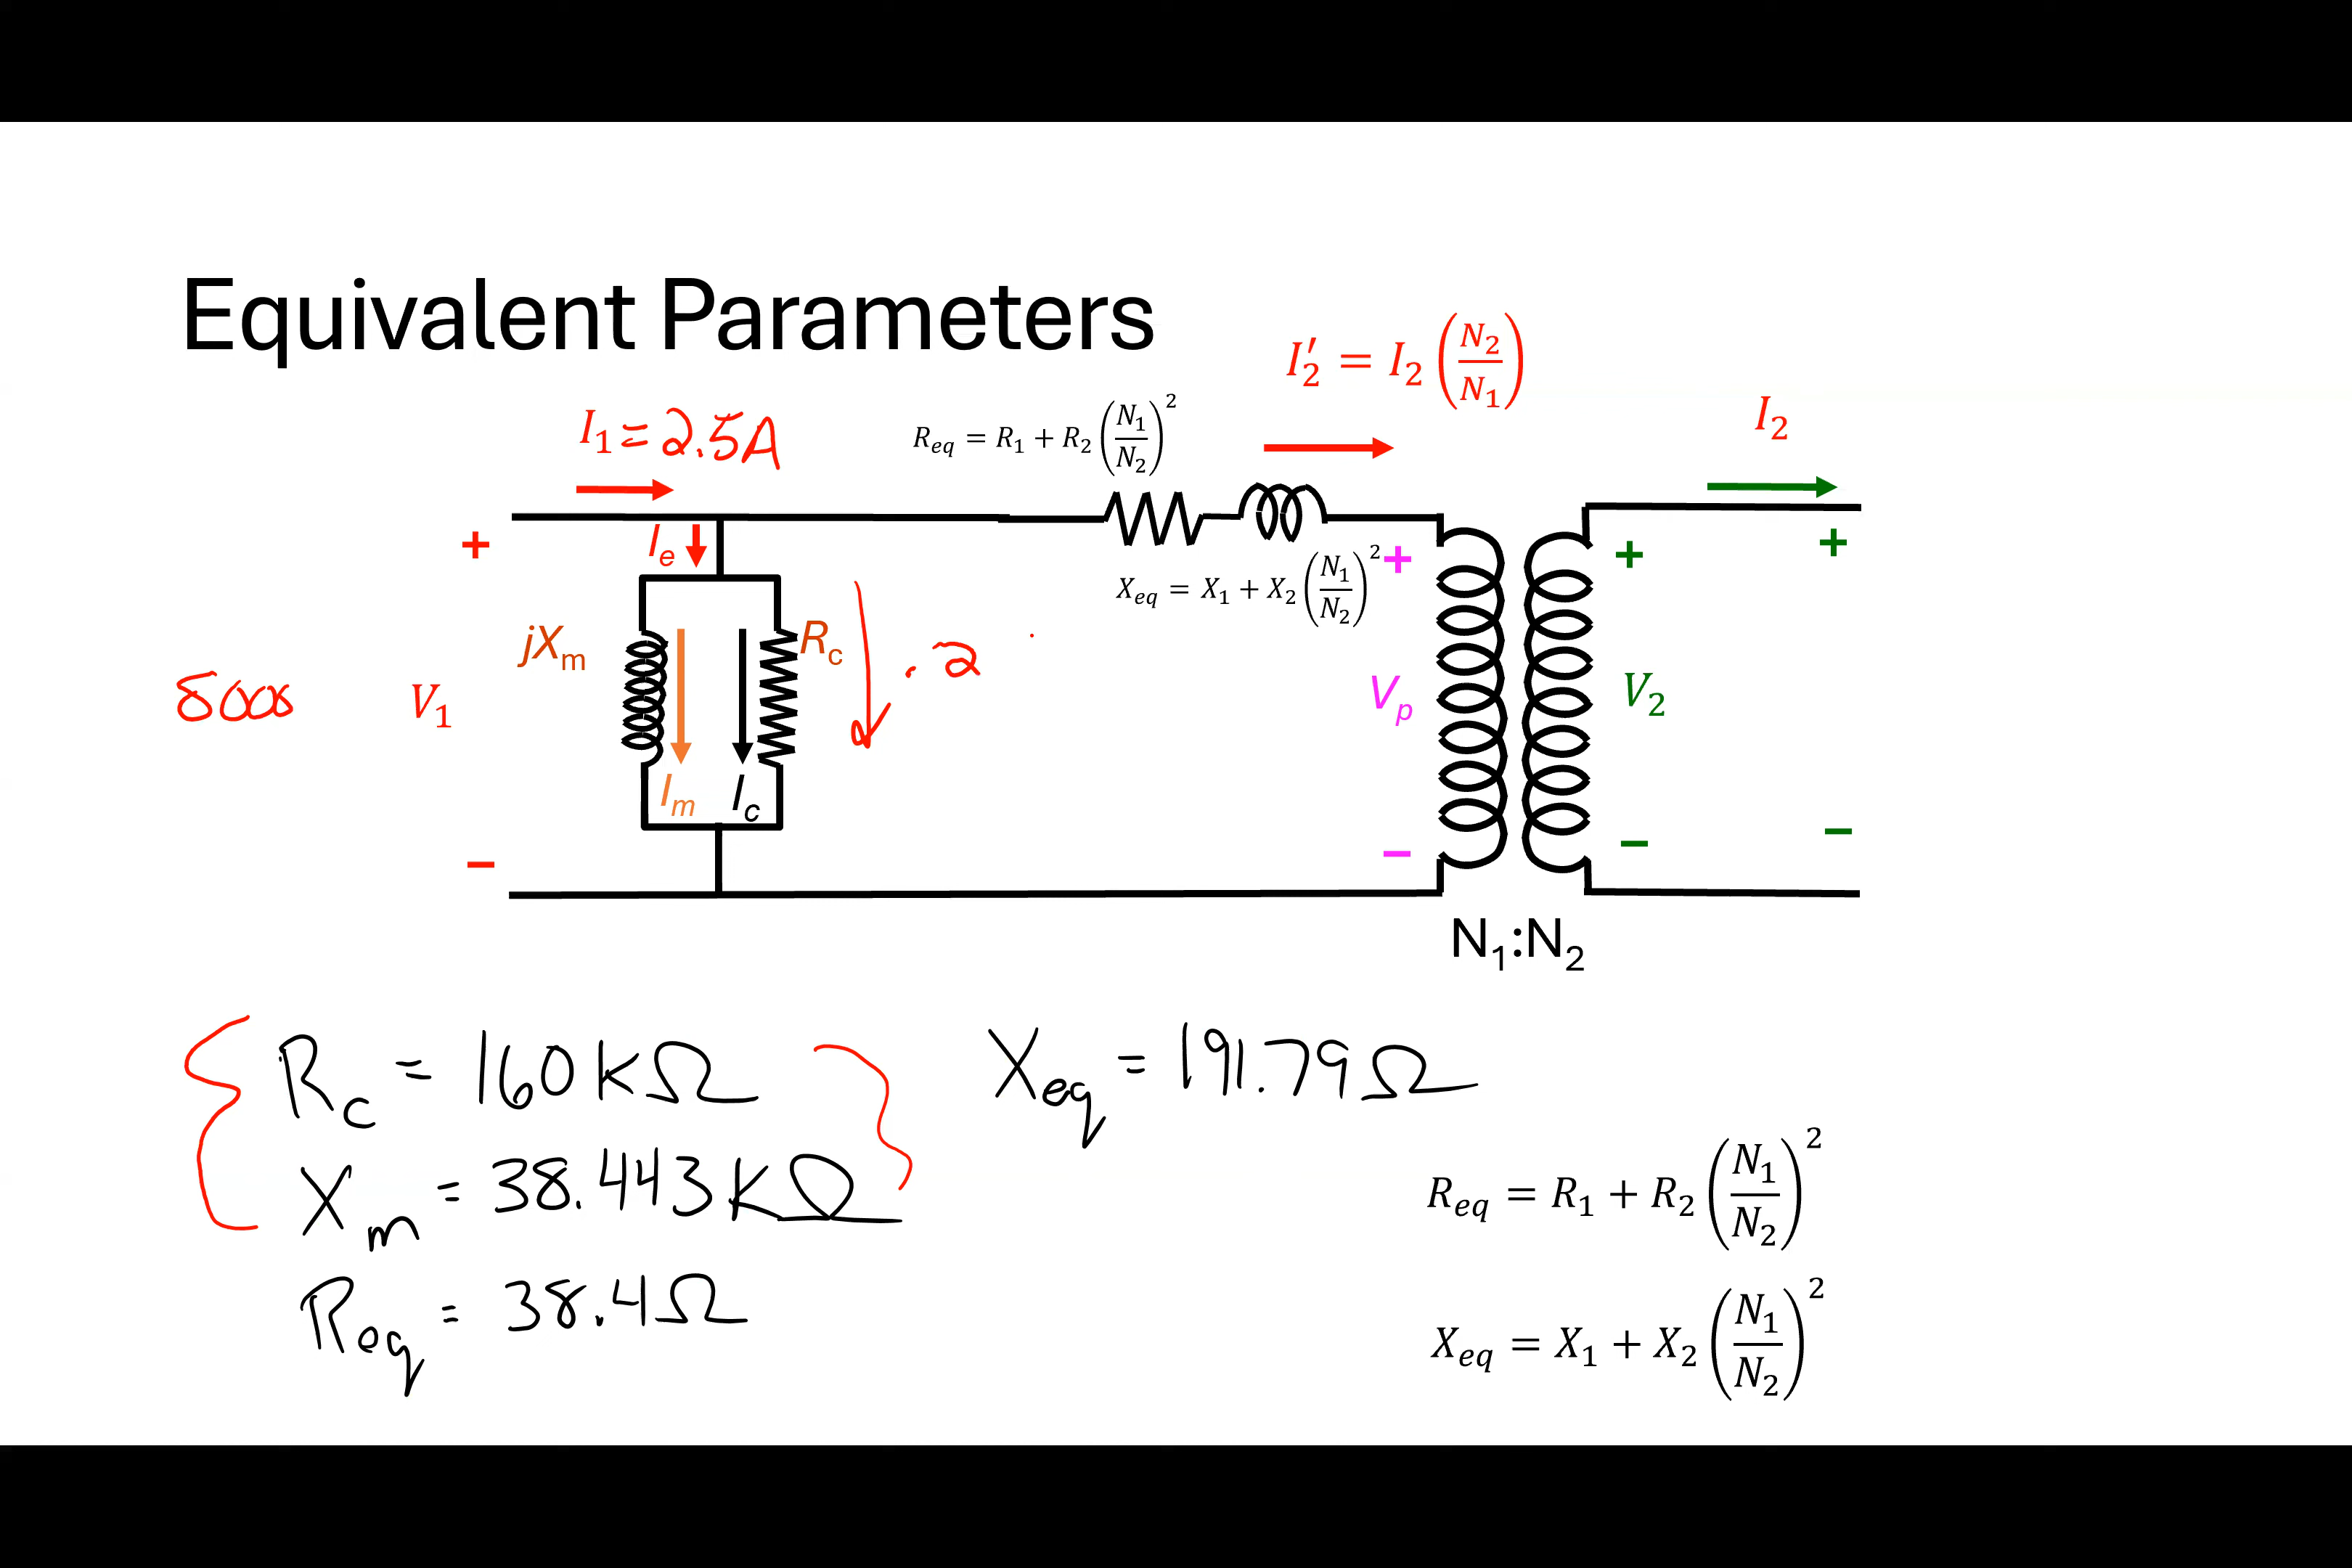 Equivalent Parameters
I₁ = 2.5A
R_eq = R₁ + R₂ (N₁/N₂)²
I₂′ = I₂ (N₂/N₁)
I₂
+ I_e
X_eq = X₁ + X₂ (N₁/N₂)²
+ + +
jX_m R_c .2
V₁ V_p V₂
I_m I_c
− − − −
N₁:N₂
R_c = 160 kΩ
X_m = 38.443 kΩ
R_eq = 38.4 Ω
X_eq = 191.79 Ω
R_eq = R₁ + R₂ (N₁/N₂)²
X_eq = X₁ + X₂ (N₁/N₂)²